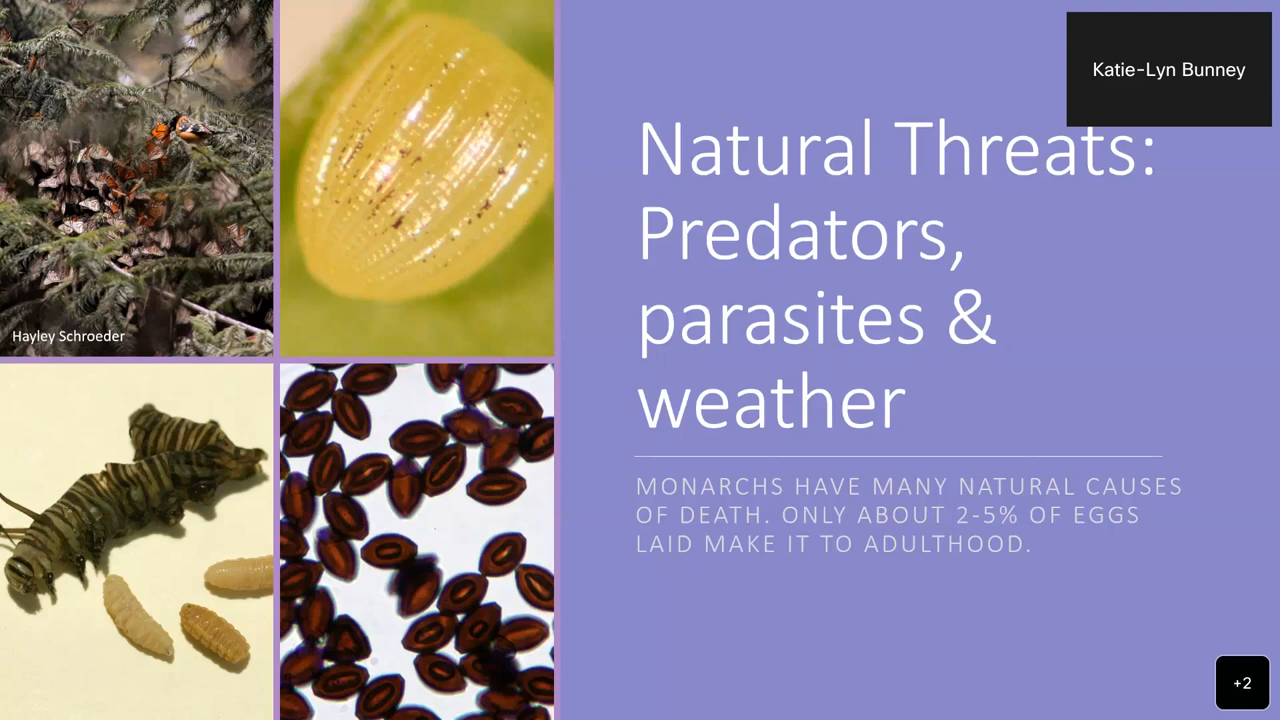 Katie-Lyn Bunney
Natural Threats:
Predators,
parasites &
weather
MONARCHS HAVE MANY NATURAL CAUSES
OF DEATH. ONLY ABOUT 2-5% OF EGGS
LAID MAKE IT TO ADULTHOOD.
Hayley Schroeder
+2